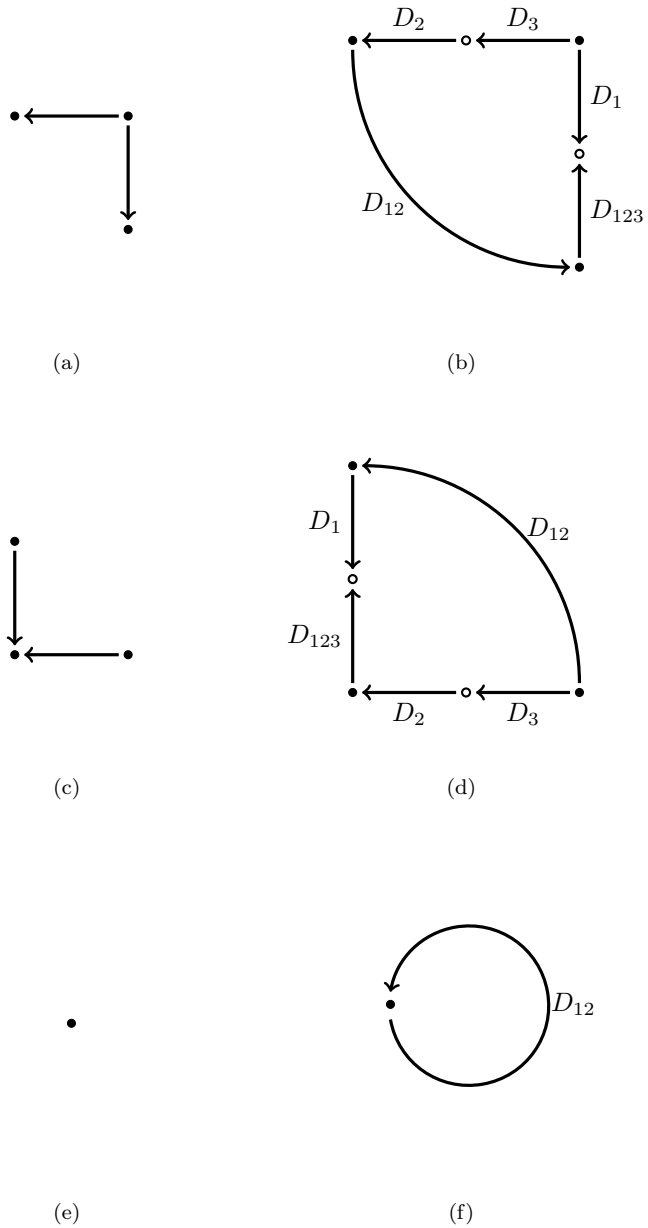 D₂ D₃
D₁
D₁₂ D₁₂₃
(a) (b)
D₁ D₁₂
D₁₂₃
D₂ D₃
(c) (d)
D₁₂
(e) (f)